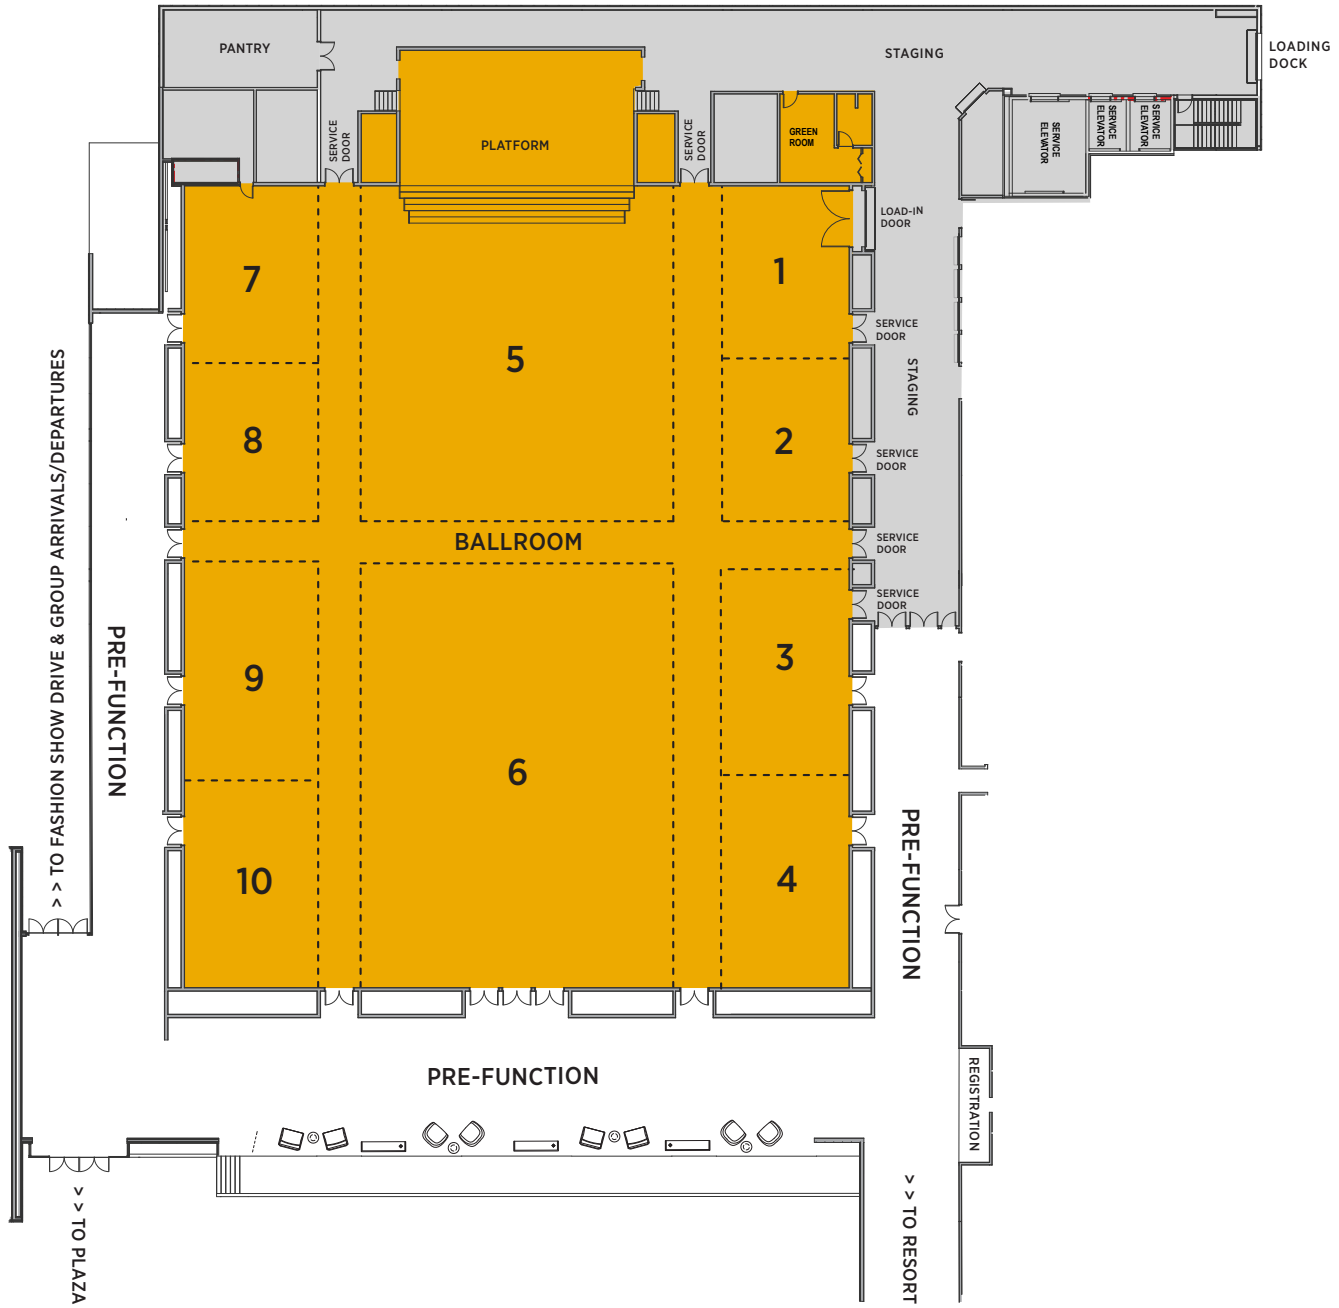 PANTRY
STAGING
LOADING
DOCK
SERVICE
DOOR
PLATFORM
SERVICE
DOOR
GREEN
ROOM
SERVICE
ELEVATOR
SERVICE
ELEVATOR
SERVICE
ELEVATOR
LOAD-IN
DOOR
7
1
SERVICE
DOOR
5
STAGING
8
2
SERVICE
DOOR
BALLROOM
SERVICE
DOOR
SERVICE
DOOR
> > TO FASHION SHOW DRIVE & GROUP ARRIVALS/DEPARTURES
PRE-FUNCTION
9
3
6
10
4
PRE-FUNCTION
PRE-FUNCTION
REGISTRATION
> > TO PLAZA
> > TO RESORT